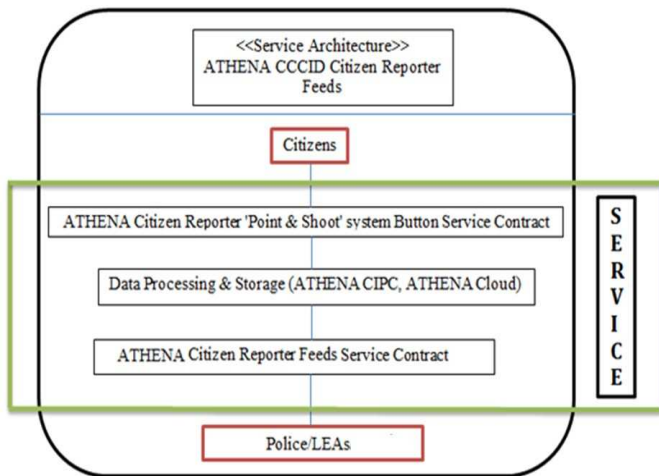 <<Service Architecture>>
ATHENA CCCID Citizen Reporter
Feeds
Citizens
ATHENA Citizen Reporter 'Point & Shoot' system Button Service Contract
Data Processing & Storage (ATHENA CIPC, ATHENA Cloud)
ATHENA Citizen Reporter Feeds Service Contract
Police/LEAs
S
E
R
V
I
C
E